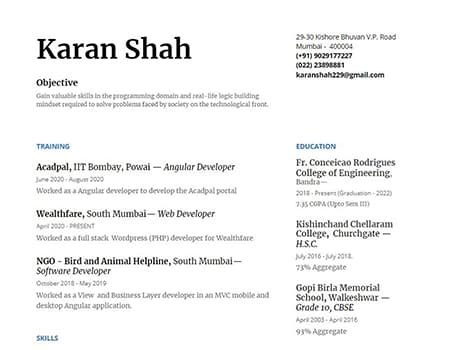 Karan Shah
29-30 Kishore Bhuvan V.P. Road
Mumbai - 400004
(+91) 9029177227
(022) 23898881
karanshah229@gmail.com
Objective
Gain valuable skills in the programming domain and real-life logic building
mindset required to solve problems faced by society on the technological front.
TRAINING
Acadpal, IIT Bombay, Powai — Angular Developer
June 2020 - August 2020
Worked as a Angular developer to develop the Acadpal portal
Wealthfare, South Mumbai— Web Developer
April 2020 - PRESENT
Worked as a full stack Wordpress (PHP) developer for Wealthfare
NGO - Bird and Animal Helpline, South Mumbai—
Software Developer
October 2018 - May 2019
Worked as a View and Business Layer developer in an MVC mobile and
desktop Angular application.
SKILLS
EDUCATION
Fr. Conceicao Rodrigues
College of Engineering,
Bandra—
2018 - Present (Graduation - 2022)
7.35 CGPA (Upto Sem III)
Kishinchand Chellaram
College, Churchgate —
H.S.C.
July 2016 - July 2018.
73% Aggregate
Gopi Birla Memorial
School, Walkeshwar —
Grade 10, CBSE
April 2003 - April 2016
93% Aggregate